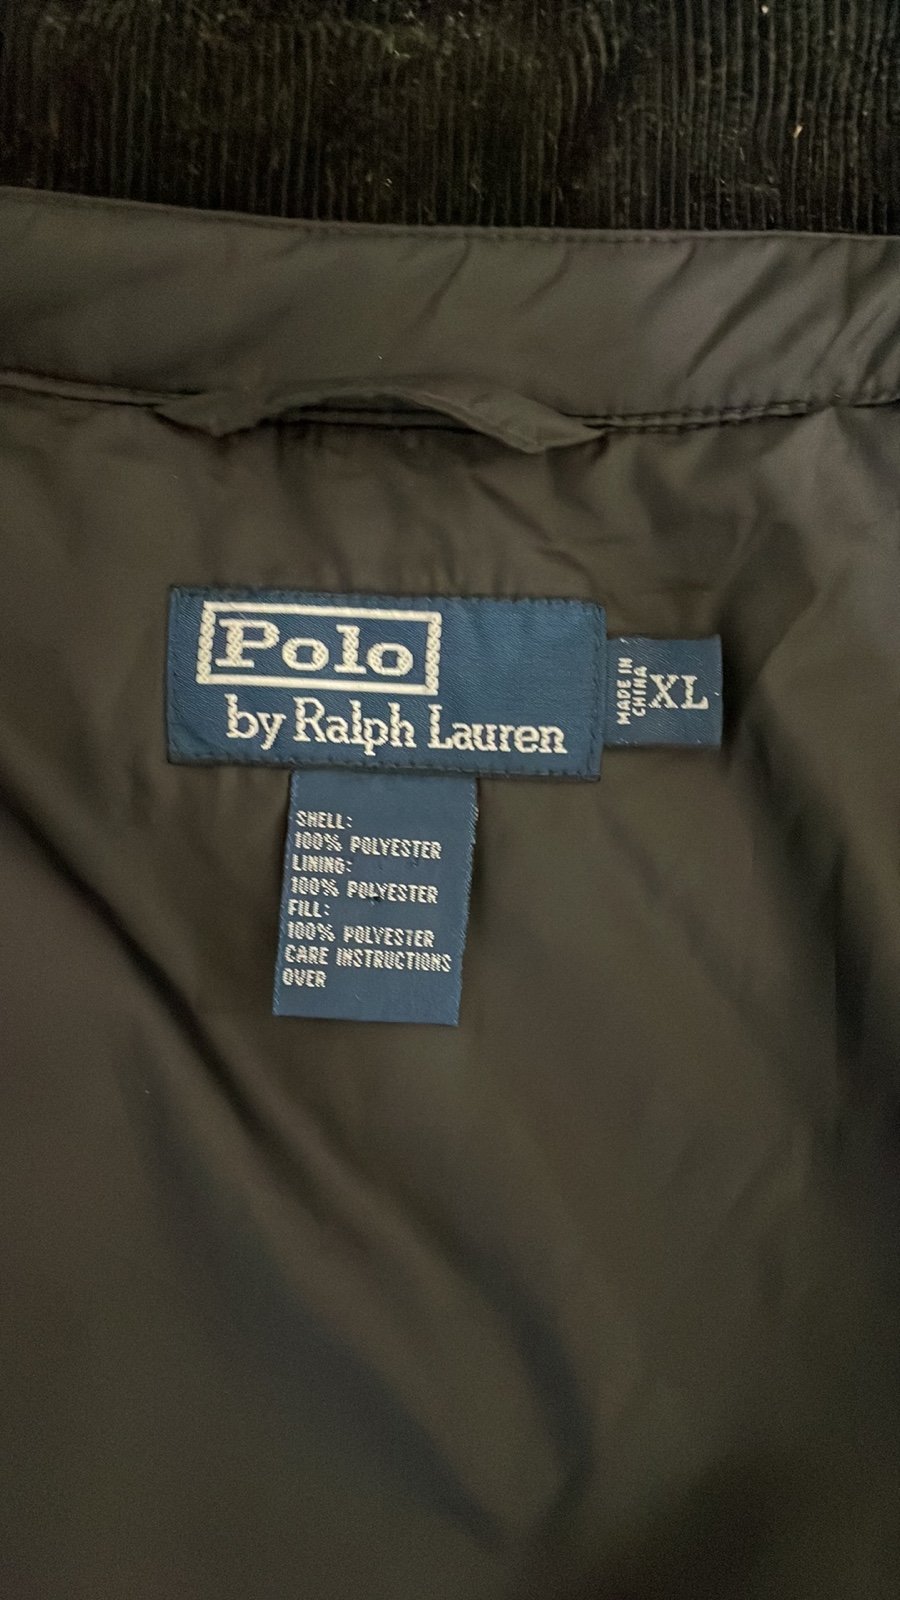 Polo
by Ralph Lauren
MADE IN
CHINA
XL
SHELL:
100% POLYESTER
LINING:
100% POLYESTER
FILL:
100% POLYESTER
CARE INSTRUCTIONS
OVER